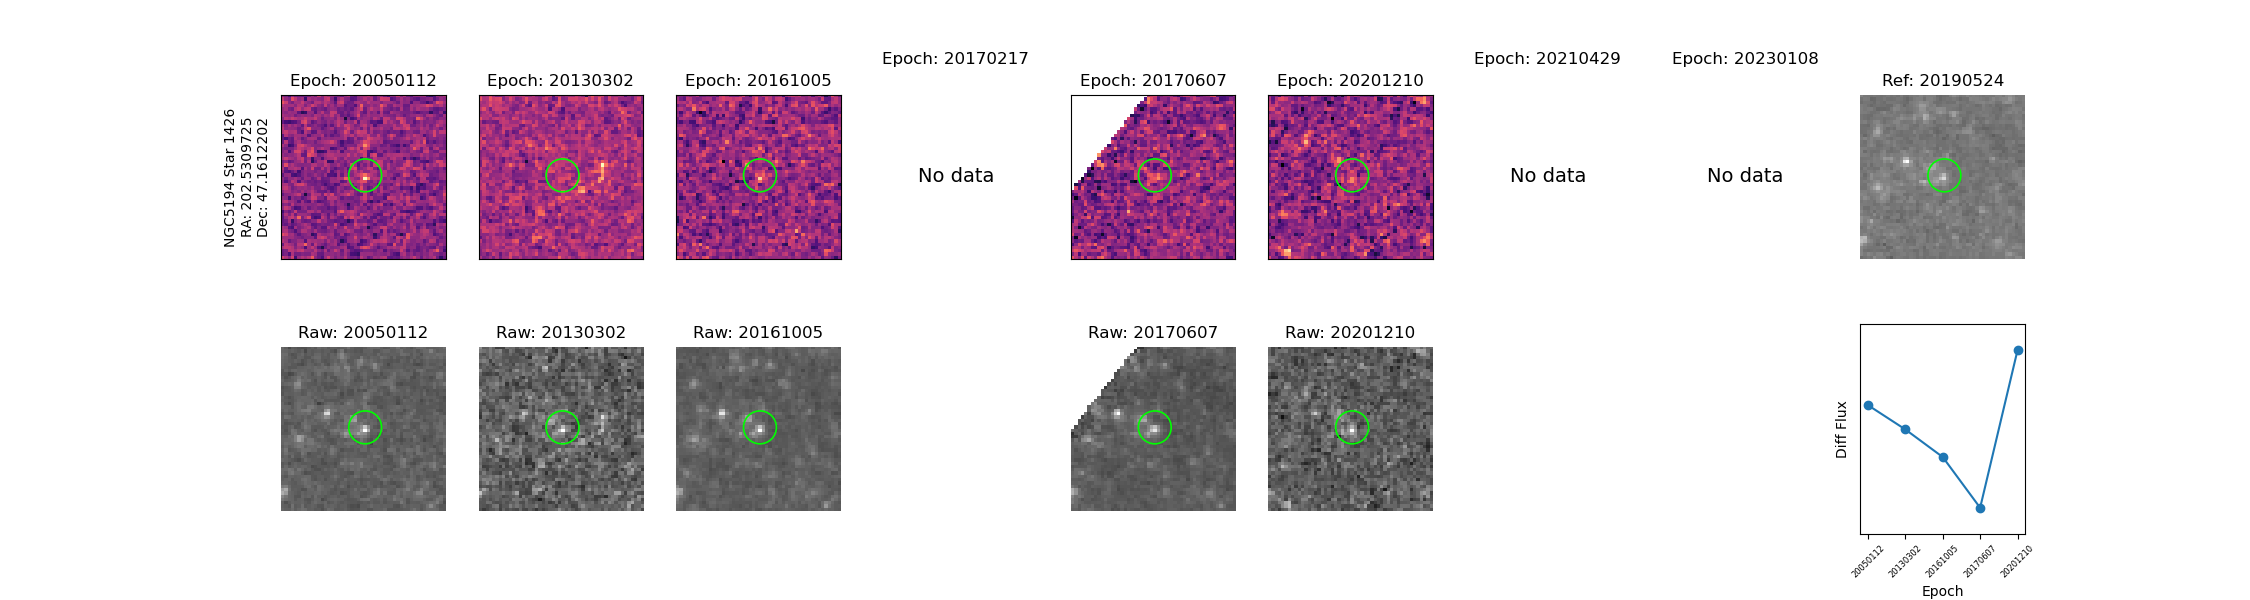 Epoch: 20050112
Epoch: 20130302
Epoch: 20161005
Epoch: 20170217
Epoch: 20170607
Epoch: 20201210
Epoch: 20210429
Epoch: 20230108
Ref: 20190524
NGC5194 Star 1426
RA: 202.5309725
Dec: 47.1612202
No data
No data
No data
Raw: 20050112
Raw: 20130302
Raw: 20161005
Raw: 20170607
Raw: 20201210
Diff Flux
20050112
20130302
20161005
20170607
20201210
Epoch